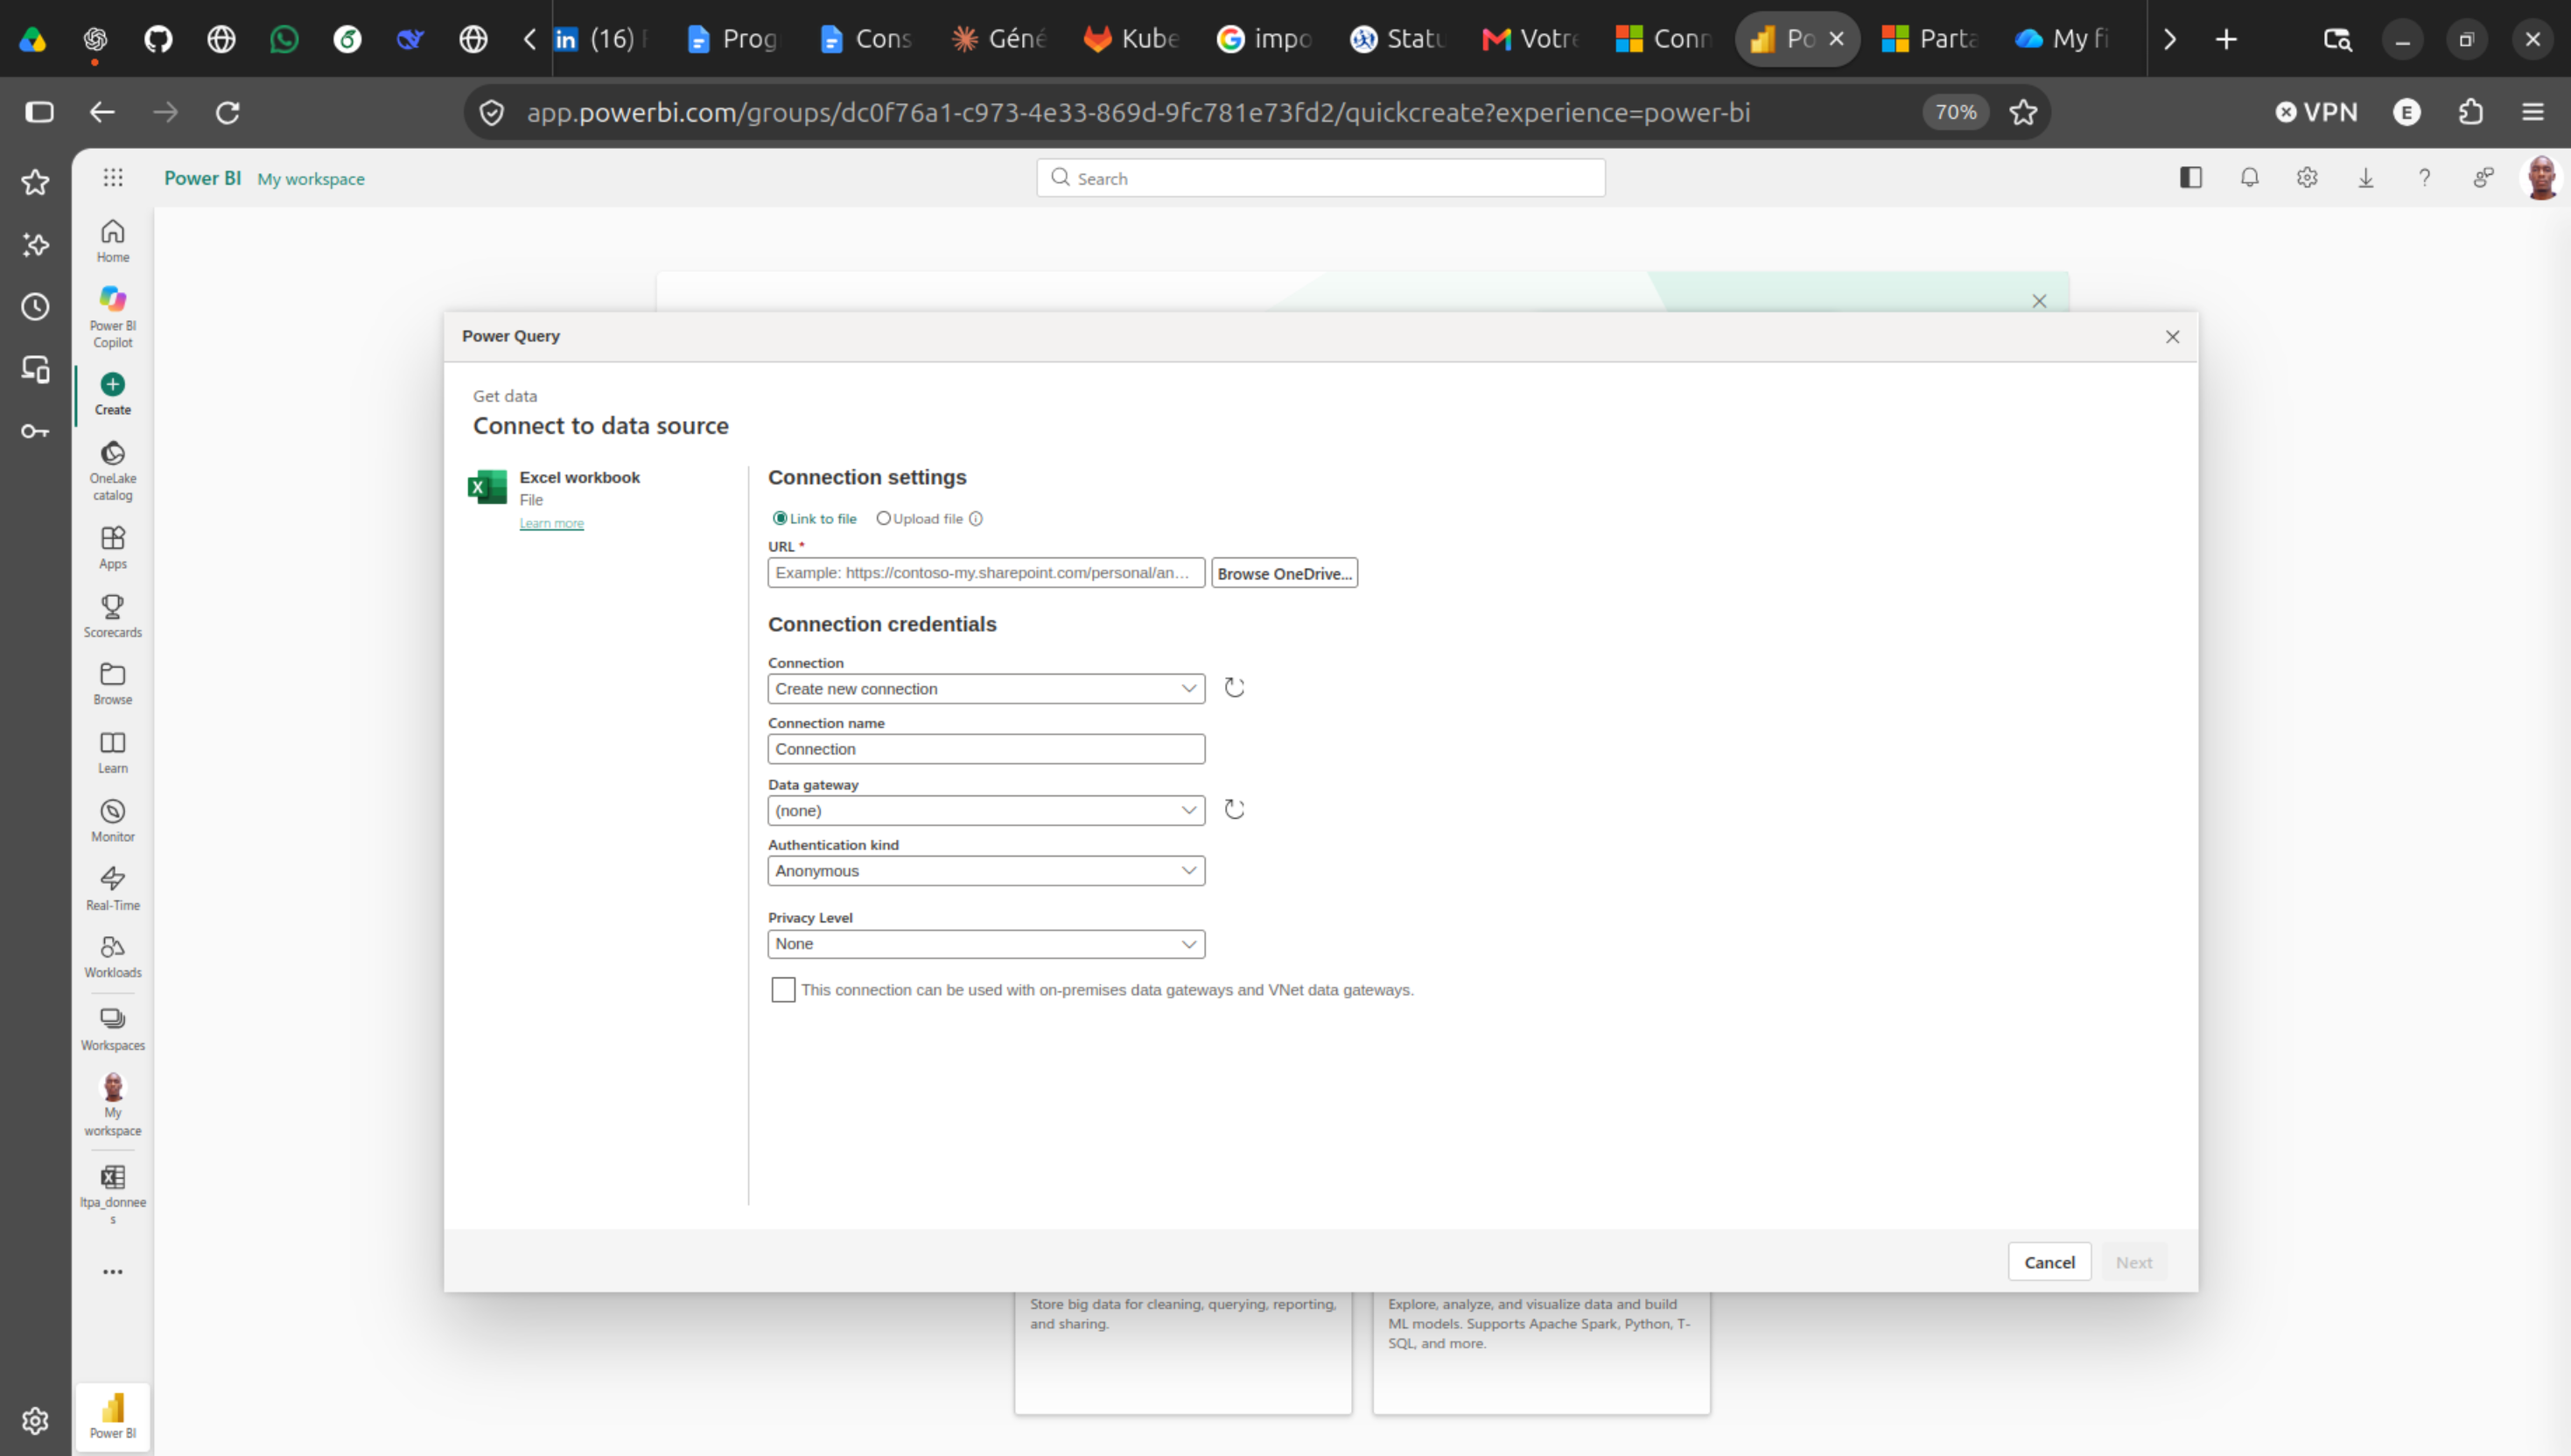 (16)
Prog
Cons
Géné
Kube
impo
Statu
Votre
Conn
Po
Parta
My fi
app.powerbi.com/groups/dc0f76a1-c973-4e33-869d-9fc781e73fd2/quickcreate?experience=power-bi
70%
VPN
E
Power BI
My workspace
Search
Home
Power BI
Copilot
Create
OneLake
catalog
Apps
Scorecards
Browse
Learn
Monitor
Real-Time
Workloads
Workspaces
My
workspace
ltpa_donnee
s
Power BI
Power Query
Get data
Connect to data source
Excel workbook
File
Learn more
Connection settings
Link to file
Upload file
URL *
Example: https://contoso-my.sharepoint.com/personal/an...
Browse OneDrive...
Connection credentials
Connection
Create new connection
Connection name
Connection
Data gateway
(none)
Authentication kind
Anonymous
Privacy Level
None
This connection can be used with on-premises data gateways and VNet data gateways.
Cancel
Next
Store big data for cleaning, querying, reporting,
and sharing.
Explore, analyze, and visualize data and build
ML models. Supports Apache Spark, Python, T-
SQL, and more.